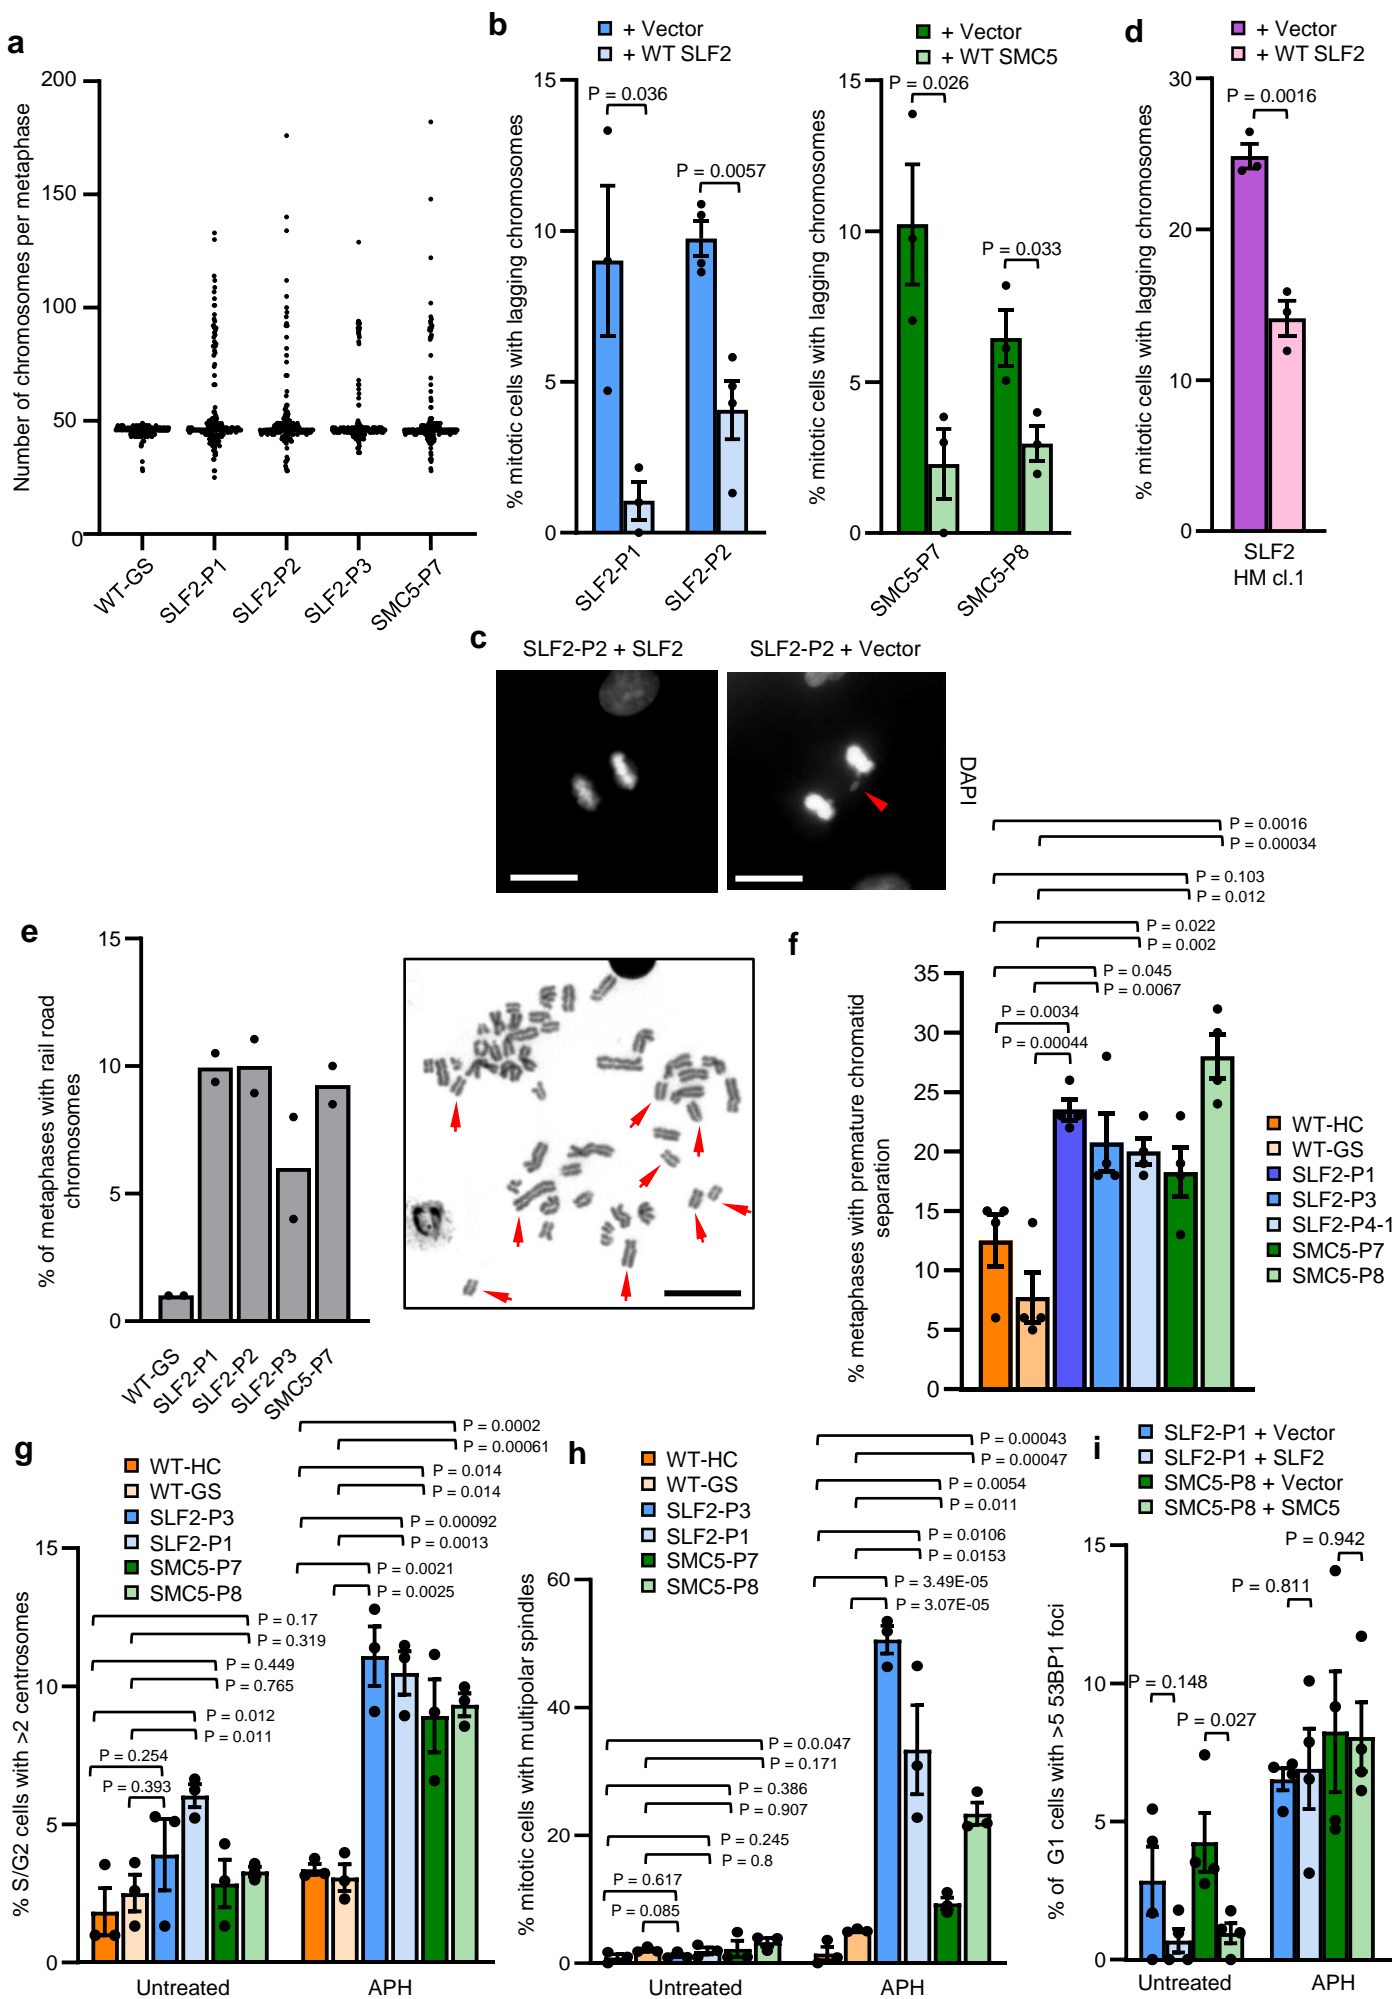 a
200
150
100
50
0
Number of chromosomes per metaphase
WT-GS
SLF2-P1
SLF2-P2
SLF2-P3
SMC5-P7
b
+ Vector
+ WT SLF2
15
10
5
0
% mitotic cells with lagging chromosomes
P = 0.036
P = 0.0057
SLF2-P1
SLF2-P2
+ Vector
+ WT SMC5
15
10
5
0
% mitotic cells with lagging chromosomes
P = 0.026
P = 0.033
SMC5-P7
SMC5-P8
d
+ Vector
+ WT SLF2
30
20
10
0
% mitotic cells with lagging chromosomes
P = 0.0016
SLF2
HM cl.1
c
SLF2-P2 + SLF2
SLF2-P2 + Vector
DAPI
e
15
10
5
0
% of metaphases with rail road
chromosomes
WT-GS
SLF2-P1
SLF2-P2
SLF2-P3
SMC5-P7
f
P = 0.0016
P = 0.00034
P = 0.103
P = 0.012
P = 0.022
P = 0.002
P = 0.045
P = 0.0067
P = 0.0034
P = 0.00044
35
30
25
20
15
10
5
0
% metaphases with premature chromatid
separation
WT-HC
WT-GS
SLF2-P1
SLF2-P3
SLF2-P4-1
SMC5-P7
SMC5-P8
g
WT-HC
WT-GS
SLF2-P3
SLF2-P1
SMC5-P7
SMC5-P8
15
10
5
0
% S/G2 cells with >2 centrosomes
P = 0.17
P = 0.319
P = 0.449
P = 0.765
P = 0.012
P = 0.011
P = 0.254
P = 0.393
P = 0.0002
P = 0.00061
P = 0.014
P = 0.014
P = 0.00092
P = 0.0013
P = 0.0021
P = 0.0025
Untreated
APH
h
WT-HC
WT-GS
SLF2-P3
SLF2-P1
SMC5-P7
SMC5-P8
60
40
20
0
% mitotic cells with multipolar spindles
P = 0.0.047
P = 0.171
P = 0.386
P = 0.907
P = 0.245
P = 0.8
P = 0.617
P = 0.085
P = 0.00043
P = 0.00047
P = 0.0054
P = 0.011
P = 0.0106
P = 0.0153
P = 3.49E-05
P = 3.07E-05
Untreated
APH
i
SLF2-P1 + Vector
SLF2-P1 + SLF2
SMC5-P8 + Vector
SMC5-P8 + SMC5
15
10
5
0
% of G1 cells with >5 53BP1 foci
P = 0.148
P = 0.027
P = 0.811
P = 0.942
Untreated
APH